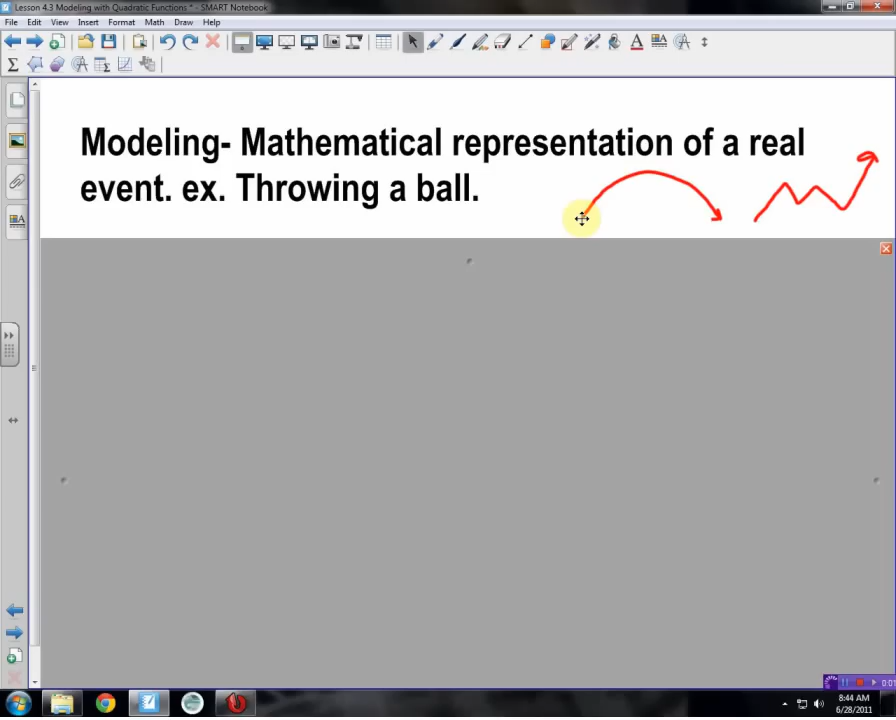 Lesson 4.3 Modeling with Quadratic Functions * - SMART Notebook
File Edit View Insert Format Math Draw Help
Modeling- Mathematical representation of a real
event. ex. Throwing a ball.
8:44 AM
6/28/2011